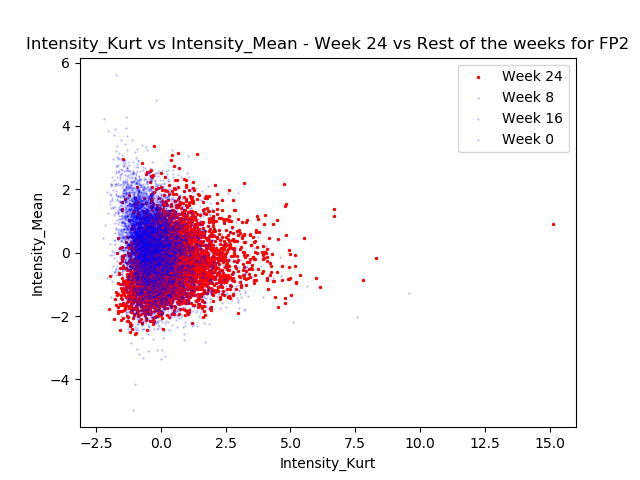 Intensity_Kurt vs Intensity_Mean - Week 24 vs Rest of the weeks for FP2
Week 24
Week 8
Week 16
Week 0
6
4
2
0
−2
−4
Intensity_Mean
−2.5 0.0 2.5 5.0 7.5 10.0 12.5 15.0
Intensity_Kurt